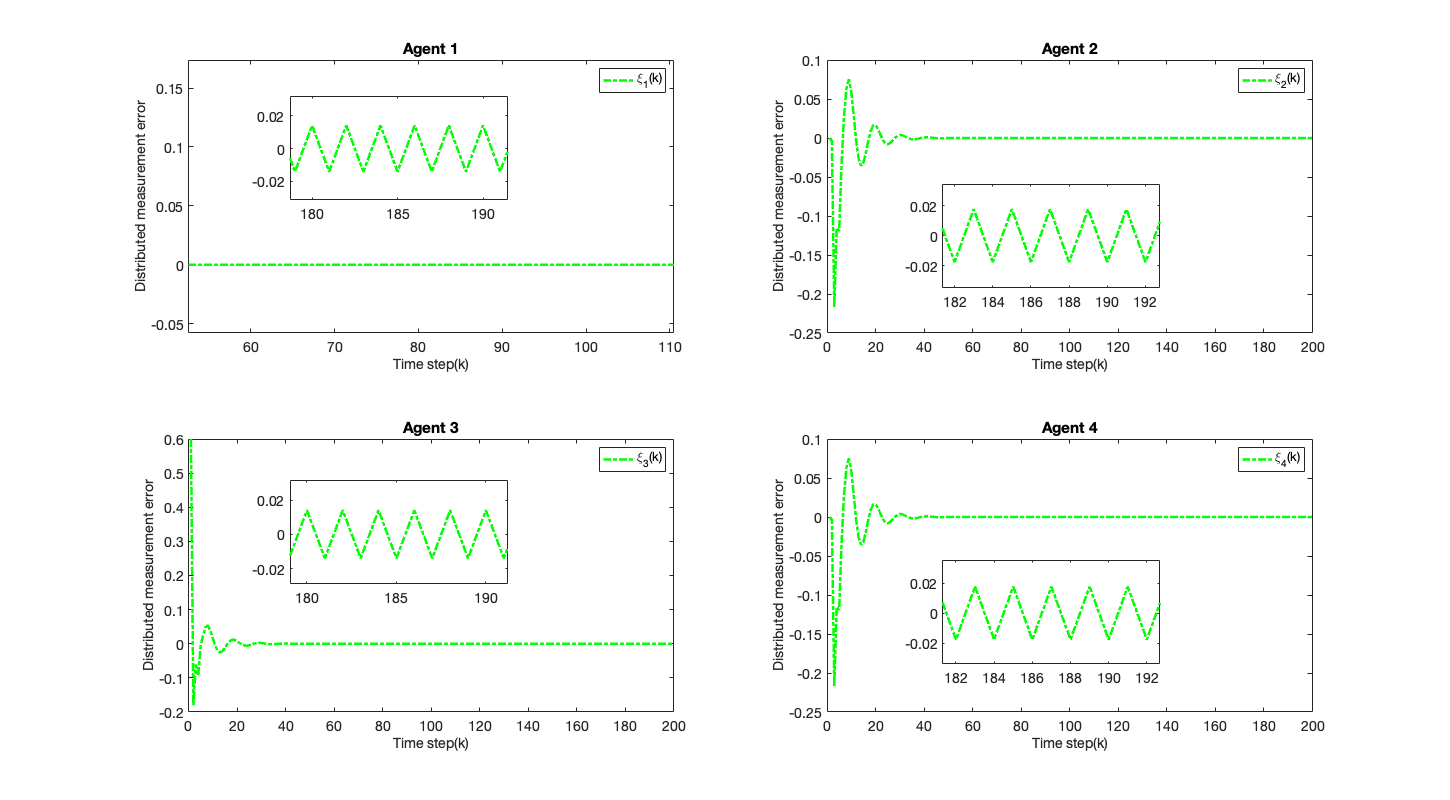 Agent 1
Distributed measurement error
0.15
0.1
0.05
0
-0.05
ξ1(k)
0.02
0
-0.02
180 185 190
60 70 80 90 100 110
Time step(k)
Agent 2
Distributed measurement error
0.1
0.05
0
-0.05
-0.1
-0.15
-0.2
-0.25
ξ2(k)
0.02
0
-0.02
182 184 186 188 190 192
0 20 40 60 80 100 120 140 160 180 200
Time step(k)
Agent 3
Distributed measurement error
0.6
0.5
0.4
0.3
0.2
0.1
0
-0.1
-0.2
ξ3(k)
0.02
0
-0.02
180 185 190
0 20 40 60 80 100 120 140 160 180 200
Time step(k)
Agent 4
Distributed measurement error
0.1
0.05
0
-0.05
-0.1
-0.15
-0.2
-0.25
ξ4(k)
0.02
0
-0.02
182 184 186 188 190 192
0 20 40 60 80 100 120 140 160 180 200
Time step(k)